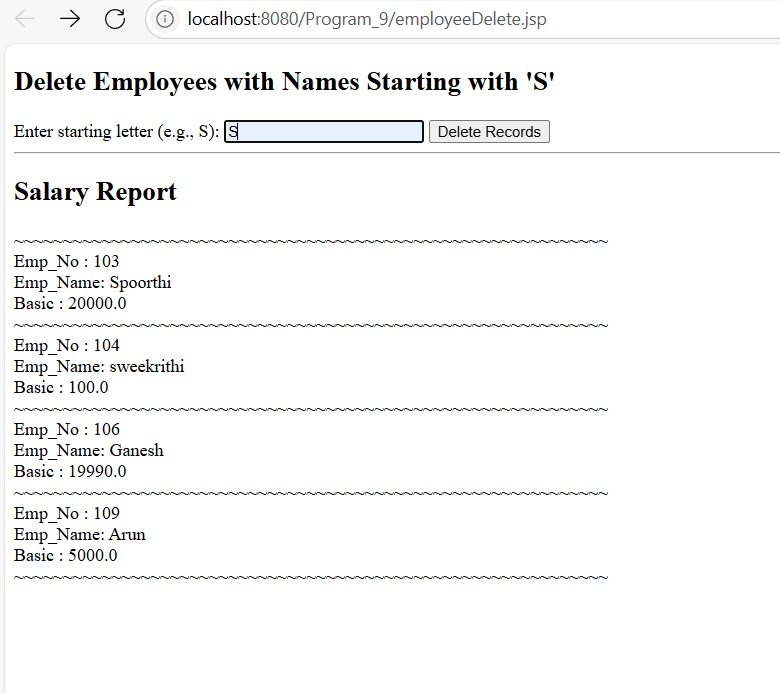 localhost:8080/Program_9/employeeDelete.jsp
Delete Employees with Names Starting with 'S'
Enter starting letter (e.g., S): S Delete Records
Salary Report
~~~~~~~~~~~~~~~~~~~~~~~~~~~~~~~~~~~~~~~~~~~~~~~~~~~~~~~~~~~~~
Emp_No : 103
Emp_Name: Spoorthi
Basic : 20000.0
~~~~~~~~~~~~~~~~~~~~~~~~~~~~~~~~~~~~~~~~~~~~~~~~~~~~~~~~~~~~~
Emp_No : 104
Emp_Name: sweekrithi
Basic : 100.0
~~~~~~~~~~~~~~~~~~~~~~~~~~~~~~~~~~~~~~~~~~~~~~~~~~~~~~~~~~~~~
Emp_No : 106
Emp_Name: Ganesh
Basic : 19990.0
~~~~~~~~~~~~~~~~~~~~~~~~~~~~~~~~~~~~~~~~~~~~~~~~~~~~~~~~~~~~~
Emp_No : 109
Emp_Name: Arun
Basic : 5000.0
~~~~~~~~~~~~~~~~~~~~~~~~~~~~~~~~~~~~~~~~~~~~~~~~~~~~~~~~~~~~~